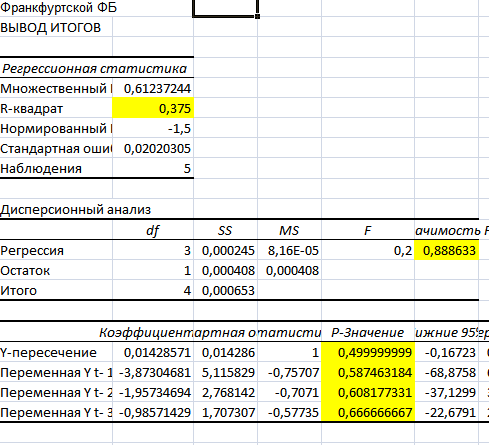 Франкфуртской ФБ
ВЫВОД ИТОГОВ
Регрессионная статистика
Множественный 0,61237244
R-квадрат 0,375
Нормированный -1,5
Стандартная оши 0,02020305
Наблюдения 5
Дисперсионный анализ
df SS MS F ачимость F
Регрессия 3 0,000245 8,16E-05 0,2 0,888633
Остаток 1 0,000408 0,000408
Итого 4 0,000653
Коэффициент артная о татисти P-Значение ижние 95%
Y-пересечение 0,01428571 0,014286 1 0,499999999 -0,16723
Переменная Y t- 1 -3,87304681 5,115829 -0,75707 0,587463184 -68,8758
Переменная Y t- 2 -1,95734694 2,768142 -0,7071 0,608177331 -37,1299
Переменная Y t- 3 -0,98571429 1,707307 -0,57735 0,666666667 -22,6791